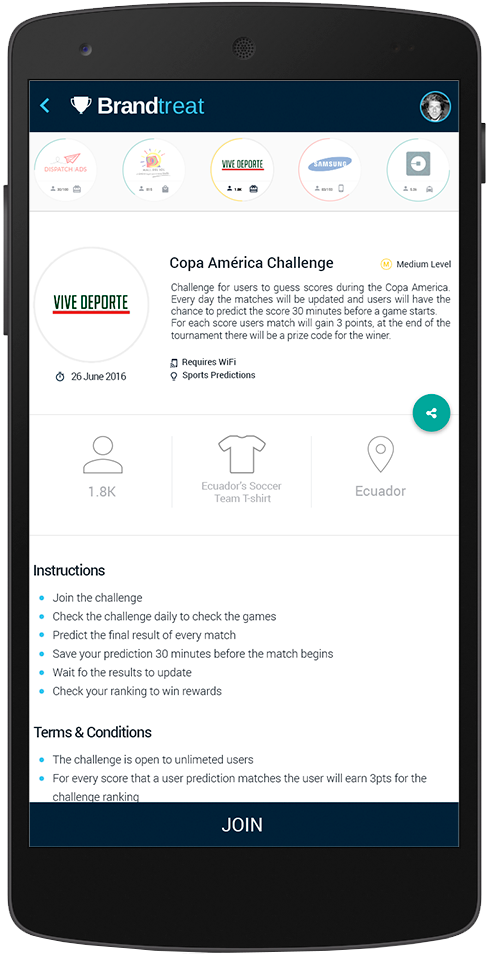 Brandtreat
DISPATCH ADS
VIVE DEPORTE
1.8K
SAMSUNG
Copa América Challenge
M Medium Level
Challenge for users to guess scores during the Copa America.
Every day the matches will be updated and users will have the
chance to predict the score 30 minutes before a game starts.
For each score users match will gain 3 points, at the end of the
tournament there will be a prize code for the winer.
VIVE DEPORTE
26 June 2016
Requires WiFi
Sports Predictions
1.8K
Ecuador's Soccer
Team T-shirt
Ecuador
Instructions
Join the challenge
Check the challenge daily to check the games
Predict the final result of every match
Save your prediction 30 minutes before the match begins
Wait fo the results to update
Check your ranking to win rewards
Terms & Conditions
The challenge is open to unlimeted users
For every score that a user prediction matches the user will earn 3pts for the
challenge ranking
JOIN